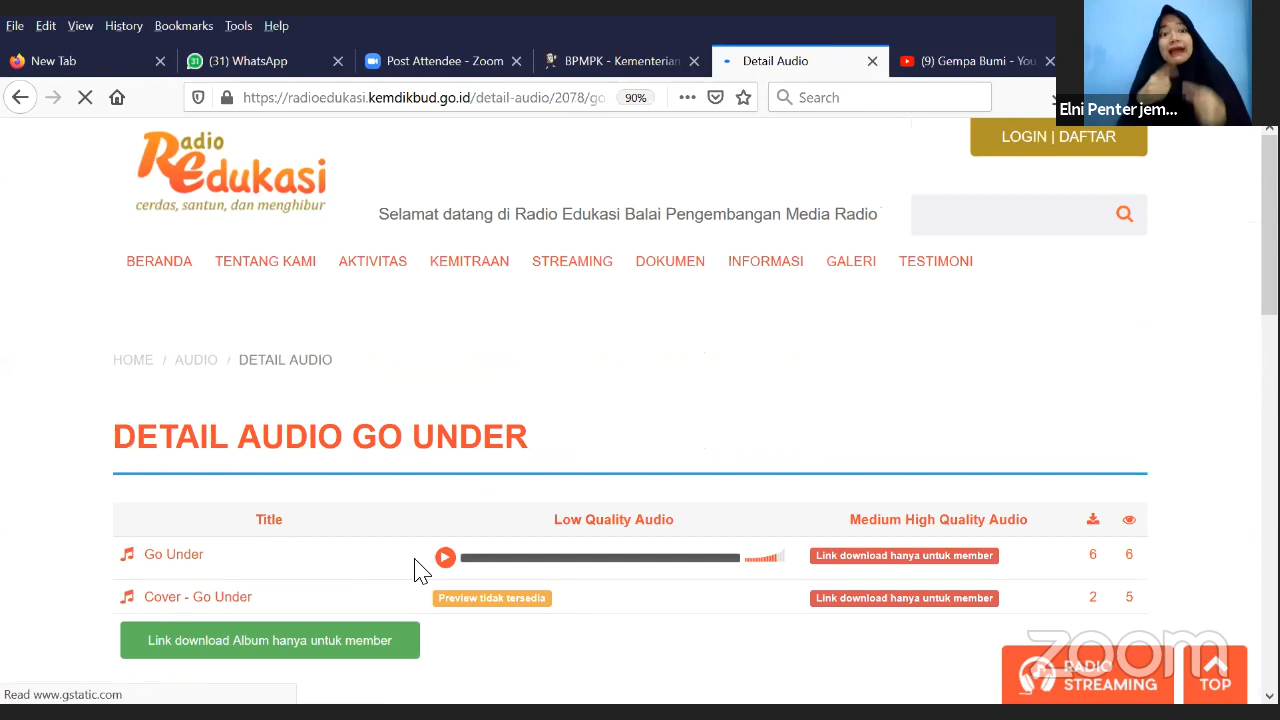 File Edit View History Bookmarks Tools Help
New Tab
(31) WhatsApp
Post Attendee - Zoom
BPMPK - Kementerian
Detail Audio
(9) Gempa Bumi - You
https://radioedukasi.kemdikbud.go.id/detail-audio/2078/go
90%
Search
Elni Penterjem...
Radio
Edukasi
cerdas, santun, dan menghibur
LOGIN | DAFTAR
Selamat datang di Radio Edukasi Balai Pengembangan Media Radio
BERANDA TENTANG KAMI AKTIVITAS KEMITRAAN STREAMING DOKUMEN INFORMASI GALERI TESTIMONI
HOME / AUDIO / DETAIL AUDIO
DETAIL AUDIO GO UNDER
Title Low Quality Audio Medium High Quality Audio
Go Under Link download hanya untuk member 6 6
Cover - Go Under Preview tidak tersedia Link download hanya untuk member 2 5
Link download Album hanya untuk member
zoom
RADIO
STREAMING
TOP
Read www.gstatic.com